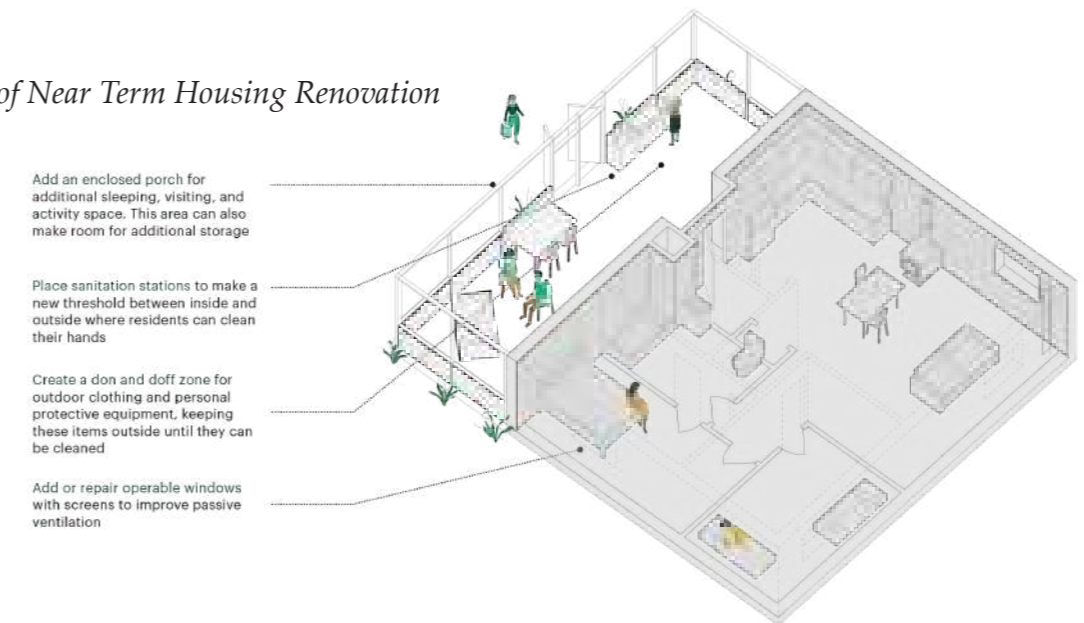 of Near Term Housing Renovation
Add an enclosed porch for
additional sleeping, visiting, and
activity space. This area can also
make room for additional storage
Place sanitation stations to make a
new threshold between inside and
outside where residents can clean
their hands
Create a don and doff zone for
outdoor clothing and personal
protective equipment, keeping
these items outside until they can
be cleaned
Add or repair operable windows
with screens to improve passive
ventilation